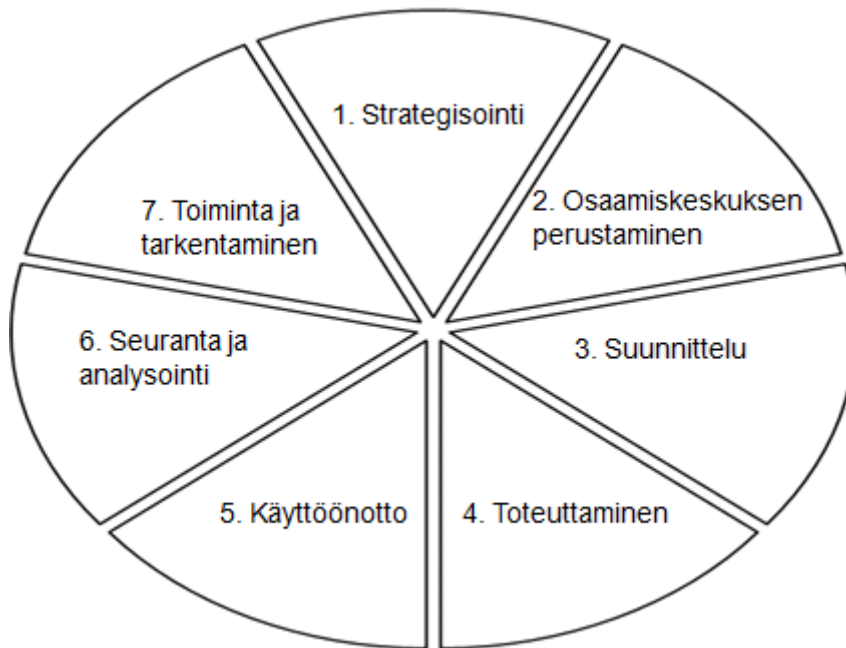 1. Strategisointi
2. Osaamiskeskuksen
perustaminen
3. Suunnittelu
4. Toteuttaminen
5. Käyttöönotto
6. Seuranta ja
analysointi
7. Toiminta ja
tarkentaminen